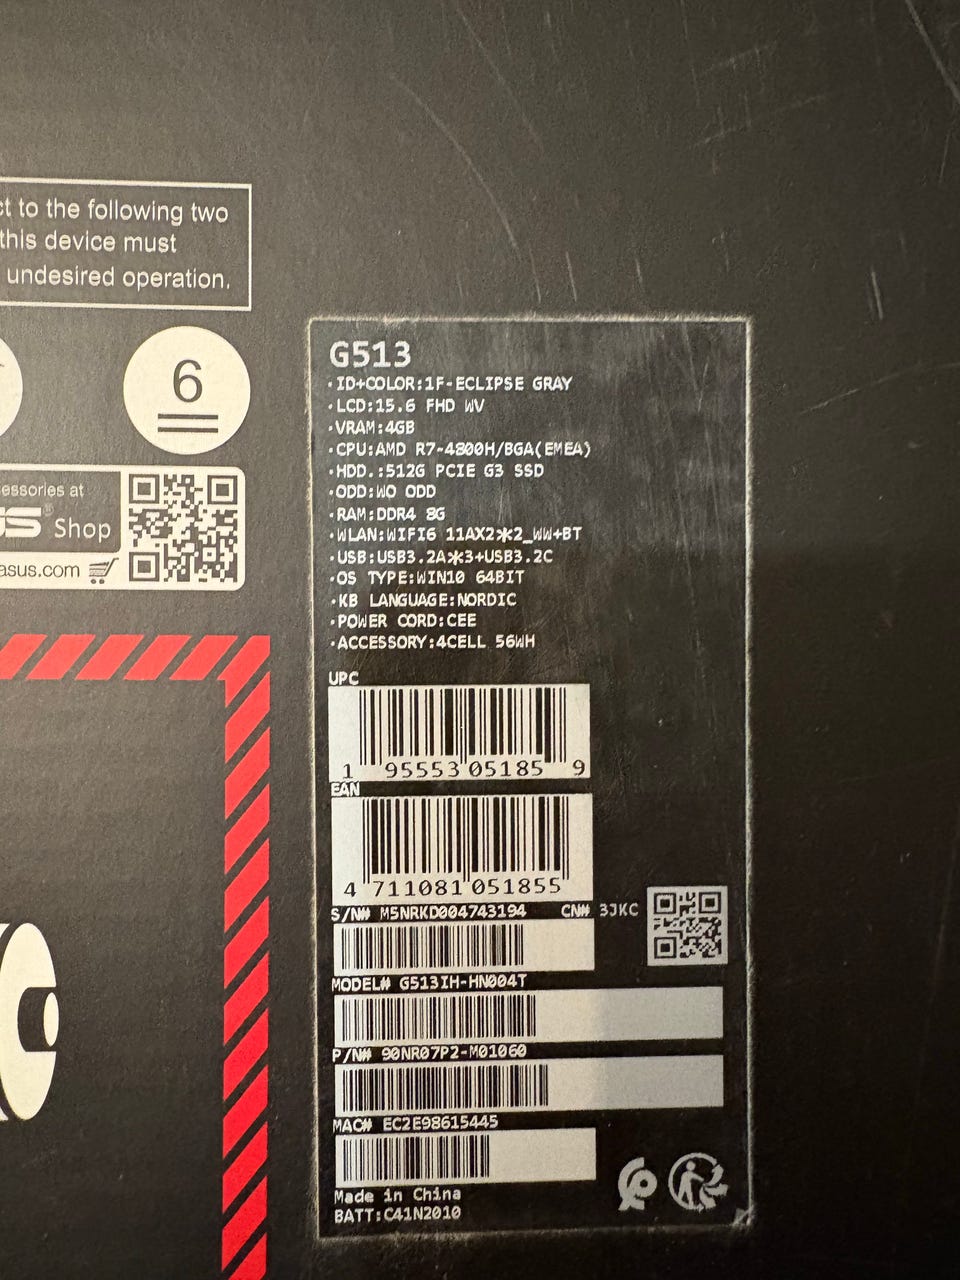 ct to the following two
this device must
undesired operation.
6
essories at
US® Shop
asus.com
G513
·ID+COLOR:1F-ECLIPSE GRAY
·LCD:15.6 FHD WV
·VRAM:4GB
·CPU:AMD R7-4800H/BGA(EMEA)
·HDD.:512G PCIE G3 SSD
·ODD:WO ODD
·RAM:DDR4 8G
·WLAN:WIFI6 11AX2*2_WW+BT
·USB:USB3.2A*3+USB3.2C
·OS TYPE:WIN10 64BIT
·KB LANGUAGE:NORDIC
·POWER CORD:CEE
·ACCESSORY:4CELL 56WH
UPC
1 95553 05185 9
EAN
4 711081 051855
S/N# M5NRKD004743194 CN# 3JKC
MODEL# G513IH-HN004T
P/N# 90NR07P2-M01060
MAC# EC2E98615445
Made in China
BATT:C41N2010